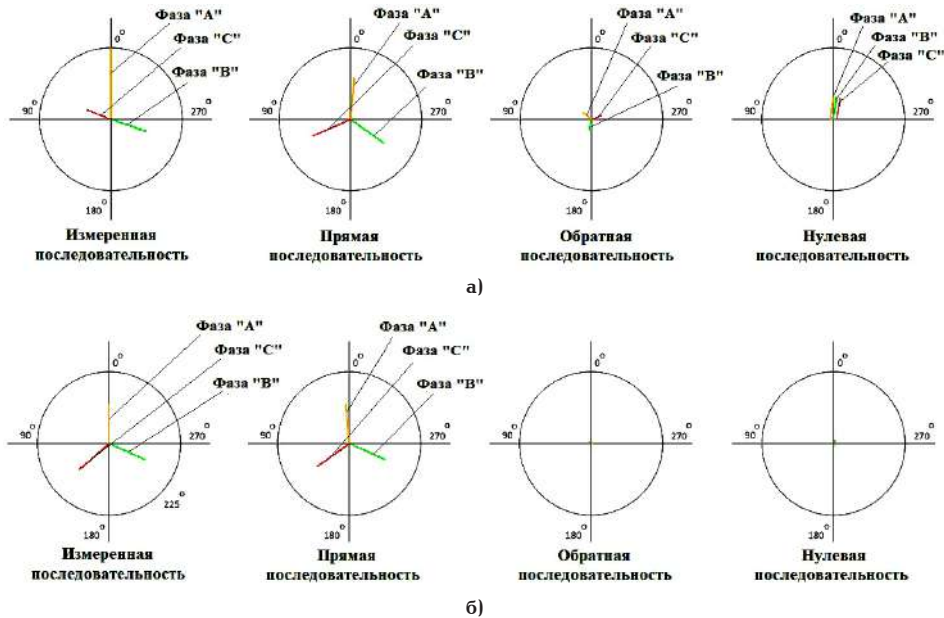 Фаза "А"
Фаза "С"
Фаза "В"
0°
90°
270°
180°
Измеренная
последовательность
Фаза "А"
Фаза "С"
Фаза "В"
0°
90°
270°
180°
Прямая
последовательность
Фаза "А"
Фаза "С"
Фаза "В"
0°
90°
270°
180°
Обратная
последовательность
Фаза "А"
Фаза "В"
Фаза "С"
0°
90°
270°
180°
Нулевая
последовательность
а)
Фаза "А"
Фаза "С"
Фаза "В"
0°
90°
270°
225°
180°
Измеренная
последовательность
Фаза "А"
Фаза "С"
Фаза "В"
0°
90°
270°
180°
Прямая
последовательность
0°
90°
270°
180°
Обратная
последовательность
0°
90°
270°
180°
Нулевая
последовательность
б)